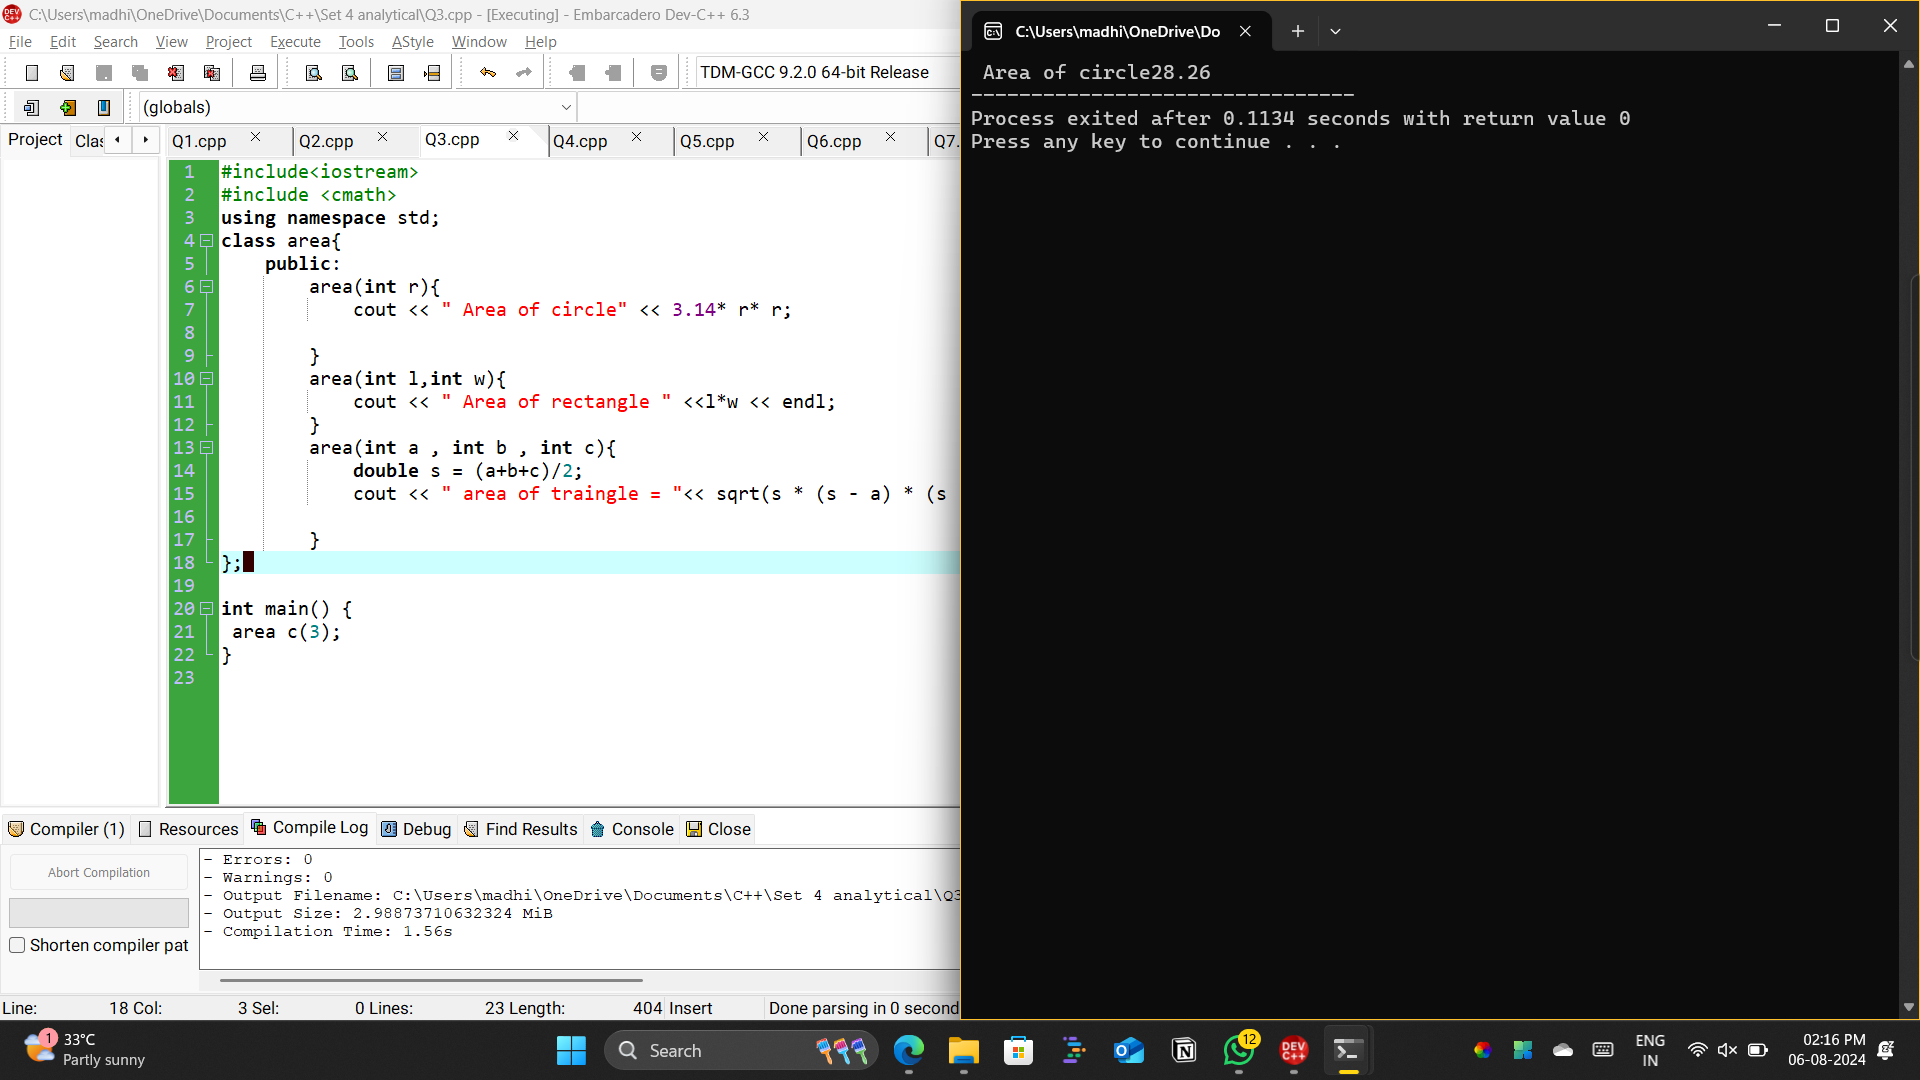 C:\Users\madhi\OneDrive\Documents\C++\Set 4 analytical\Q3.cpp - [Executing] - Embarcadero Dev-C++ 6.3
File Edit Search View Project Execute Tools AStyle Window Help
TDM-GCC 9.2.0 64-bit Release
(globals)
Project Clas Q1.cpp Q2.cpp Q3.cpp Q4.cpp Q5.cpp Q6.cpp Q7.
1 #include<iostream>
2 #include <cmath>
3 using namespace std;
4 class area{
5 public:
6 area(int r){
7 cout << " Area of circle" << 3.14* r* r;
8
9 }
10 area(int l,int w){
11 cout << " Area of rectangle " <<l*w << endl;
12 }
13 area(int a , int b , int c){
14 double s = (a+b+c)/2;
15 cout << " area of traingle = "<< sqrt(s * (s - a) * (s
16
17 }
18 };
19
20 int main() {
21 area c(3);
22 }
23
Compiler (1) Resources Compile Log Debug Find Results Console Close
Abort Compilation
Shorten compiler pat
- Errors: 0
- Warnings: 0
- Output Filename: C:\Users\madhi\OneDrive\Documents\C++\Set 4 analytical\Q3
- Output Size: 2.98873710632324 MiB
- Compilation Time: 1.56s
Line: 18 Col: 3 Sel: 0 Lines: 23 Length: 404 Insert Done parsing in 0 second
C:\Users\madhi\OneDrive\Do
Area of circle28.26
--------------------------------
Process exited after 0.1134 seconds with return value 0
Press any key to continue . . .
1 33°C
Partly sunny
Search
12
DEV C++
ENG
IN
02:16 PM
06-08-2024